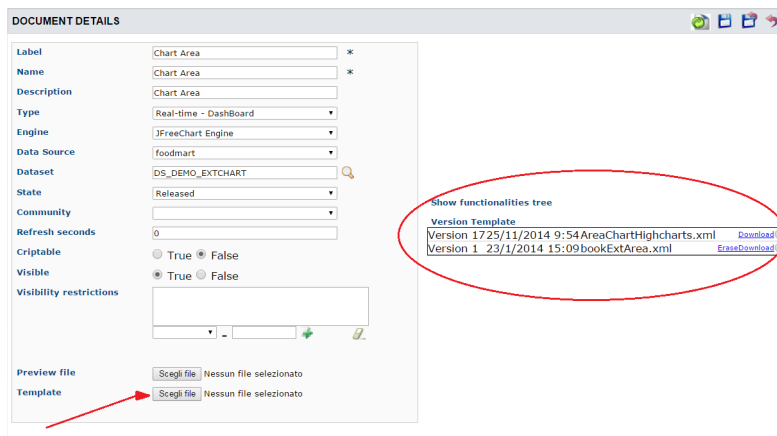 DOCUMENT DETAILS
Label Chart Area *
Name Chart Area *
Description Chart Area
Type Real-time - DashBoard
Engine JFreeChart Engine
Data Source foodmart
Dataset DS_DEMO_EXTCHART
State Released
Community
Refresh seconds 0
Criptable True False
Visible True False
Visibility restrictions
-
Preview file Scegli file Nessun file selezionato
Template Scegli file Nessun file selezionato
Show functionalities tree
Version Template
Version 17 25/11/2014 9:54 AreaChartHighcharts.xml Download
Version 1 23/1/2014 15:09 bookExtArea.xml Erase Download